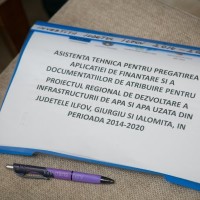 ASISTENTA TEHNICA PENTRU PREGATIREA
APLICATIEI DE FINANTARE SI A
DOCUMENTATIILOR DE ATRIBUIRE PENTRU
PROIECTUL REGIONAL DE DEZVOLTARE A
INFRASTRUCTURII DE APA SI APA UZATA DIN
JUDETELE ILFOV, GIURGIU SI IALOMITA, IN
PERIOADA 2014-2020